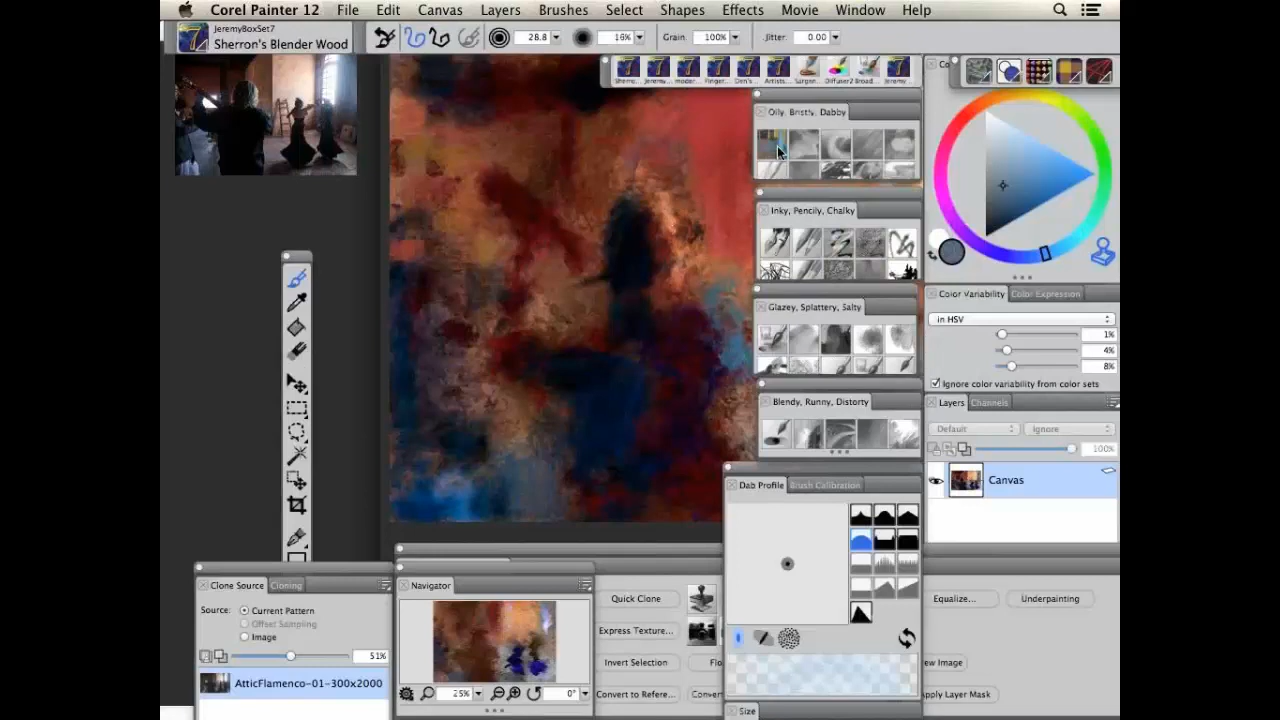 Corel Painter 12 File Edit Canvas Layers Brushes Select Shapes Effects Movie Window Help
JeremyBoxSet7
Sherron's Blender Wood
28.8
16%
Grain: 100%
Jitter: 0.00
Oily, Bristly, Dabby
Inky, Pencily, Chalky
Glazey, Splattery, Salty
Blendy, Runny, Distorty
Color Variability Color Expression
in HSV
1%
4%
8%
Ignore color variability from color sets
Layers Channels
Default Ignore
100%
Canvas
Dab Profile Brush Calibration
Clone Source Cloning
Source: Current Pattern
Offset Sampling
Image
51%
AtticFlamenco-01-300x2000
Navigator
25% 0°
Quick Clone
Express Texture...
Invert Selection
Convert to Refere...
Equalize... Underpainting
Apply Layer Mask
Size